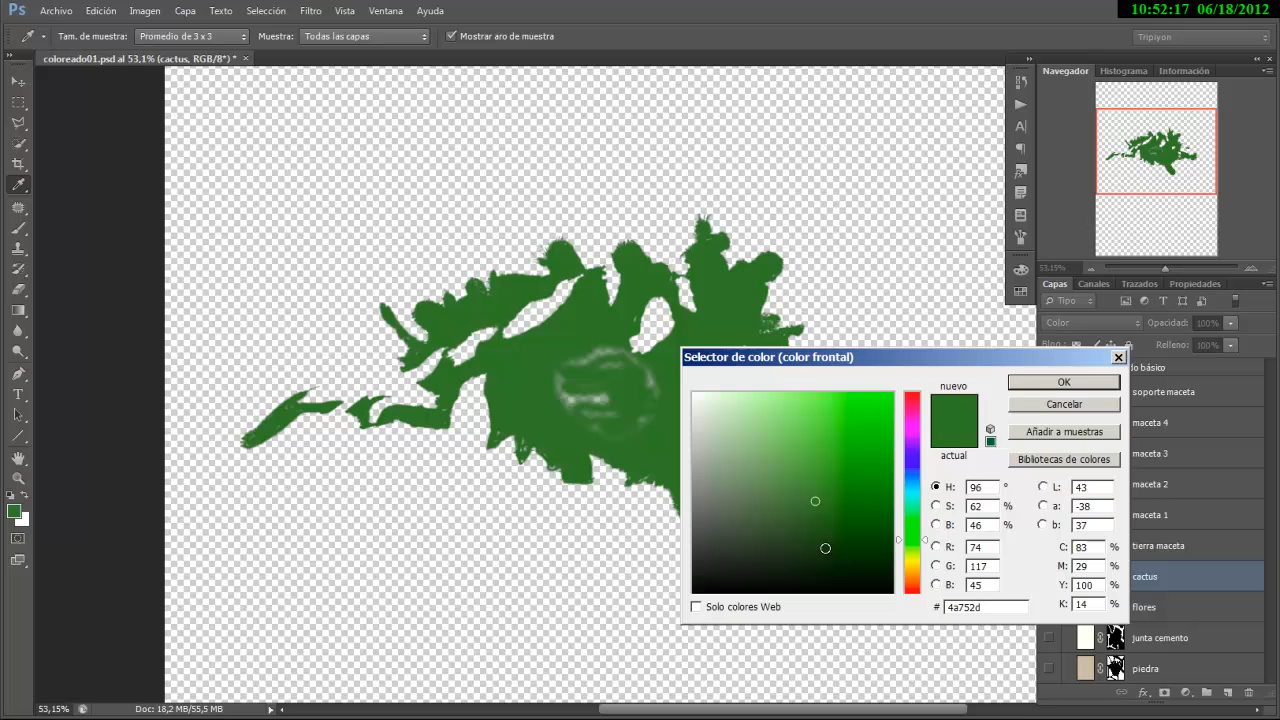 10:52:17 06/18/2012
Ps Archivo Edición Imagen Capa Texto Selección Filtro Vista Ventana Ayuda
Tam. de muestra: Promedio de 3 x 3 Muestra: Todas las capas Mostrar aro de muestra Tripiyon
coloreado01.psd al 53,1% (cactus, RGB/8*) * ×
Navegador Histograma Información
53,15%
Capas Canales Trazados Propiedades
Tipo
Color Opacidad: 100%
Relleno: 100%
do básico
soporte maceta
maceta 4
maceta 3
maceta 2
maceta 1
tierra maceta
cactus
flores
junta cemento
piedra
Selector de color (color frontal)
nuevo
actual
OK
Cancelar
Añadir a muestras
Bibliotecas de colores
H: 96 °
S: 62 %
B: 46 %
R: 74
G: 117
B: 45
# 4a752d
L: 43
a: -38
b: 37
C: 83 %
M: 29 %
Y: 100 %
K: 14 %
Solo colores Web
53,15% Doc: 18,2 MB/55,5 MB